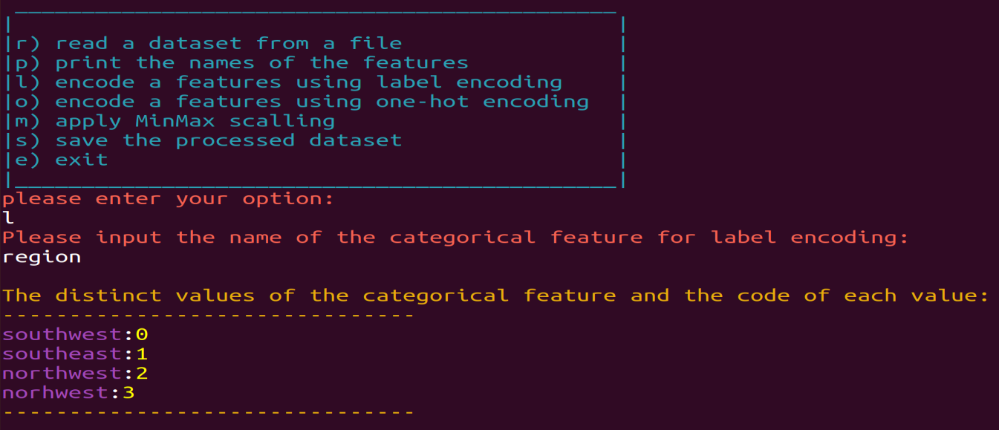 r) read a dataset from a file
p) print the names of the features
l) encode a features using label encoding
o) encode a features using one-hot encoding
m) apply MinMax scalling
s) save the processed dataset
e) exit
please enter your option:
l
Please input the name of the categorical feature for label encoding:
region
The distinct values of the categorical feature and the code of each value:
------------------------------
southwest:0
southeast:1
northwest:2
norhwest:3
------------------------------